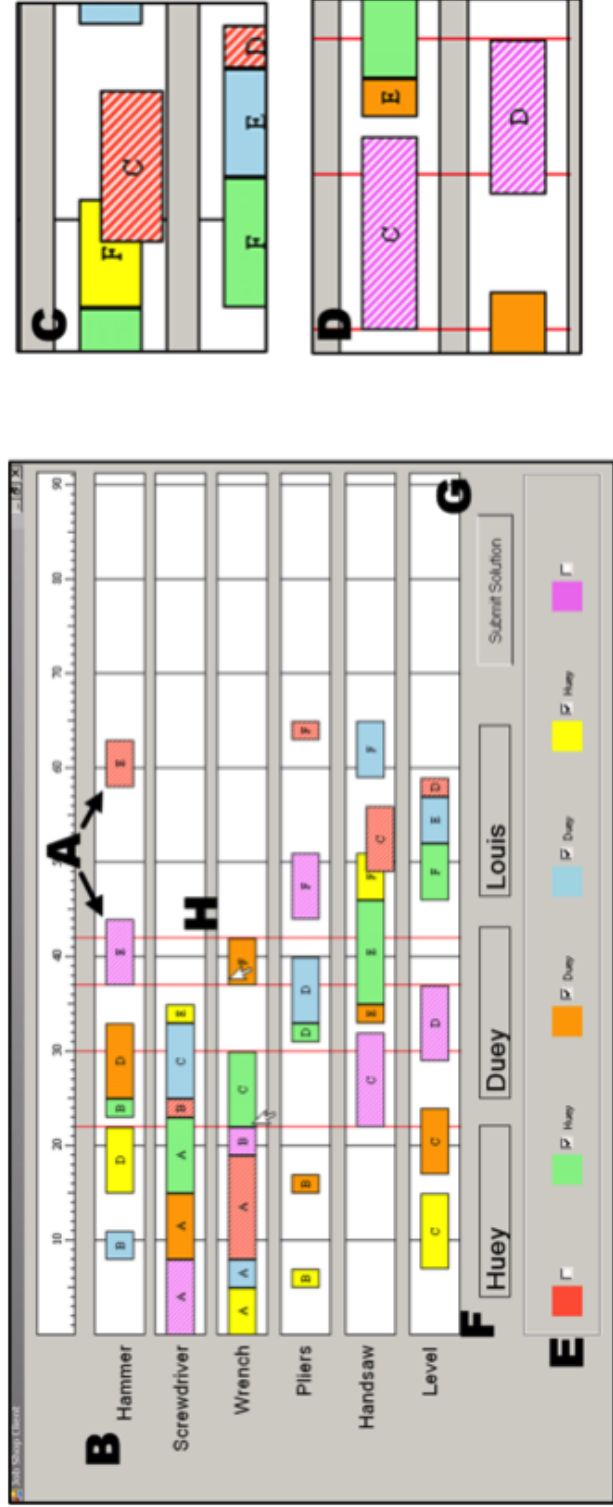 Job Shop Client
A
10 20 30 40 50 60 70 80 90
B
Hammer B D B D E E
Screwdriver A A A B C E
H
Wrench A A A B C F
Pliers B B D D F F
Handsaw C E E F C F
Level C C D F E D
F G
Huey Duey Louis Submit Solution
E
Huey Duey Duey Huey
C
F C
F E D
D
C E
D